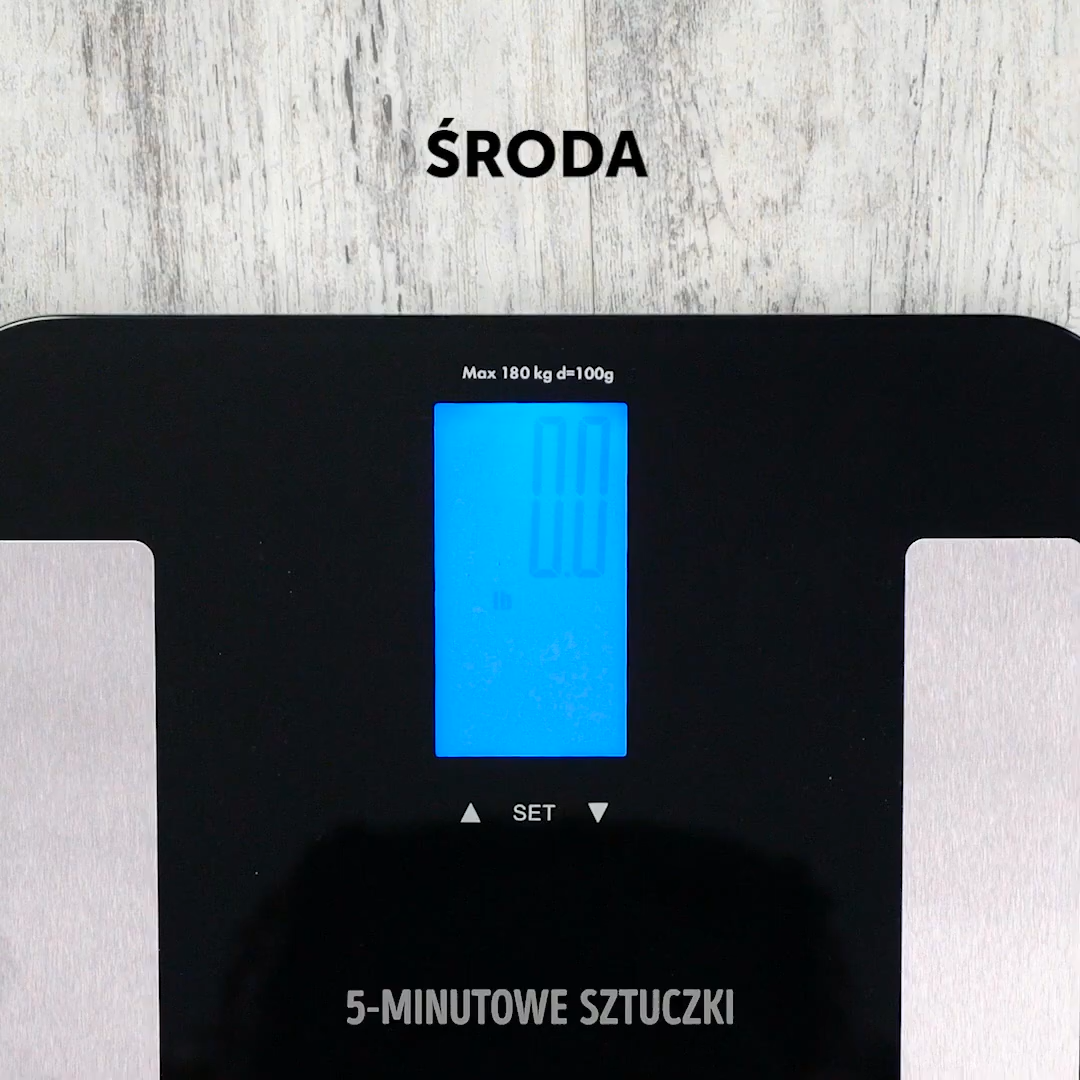 ŚRODA
Max 180 kg d=100g
0.0
lb
▲ SET ▼
5-MINUTOWE SZTUCZKI